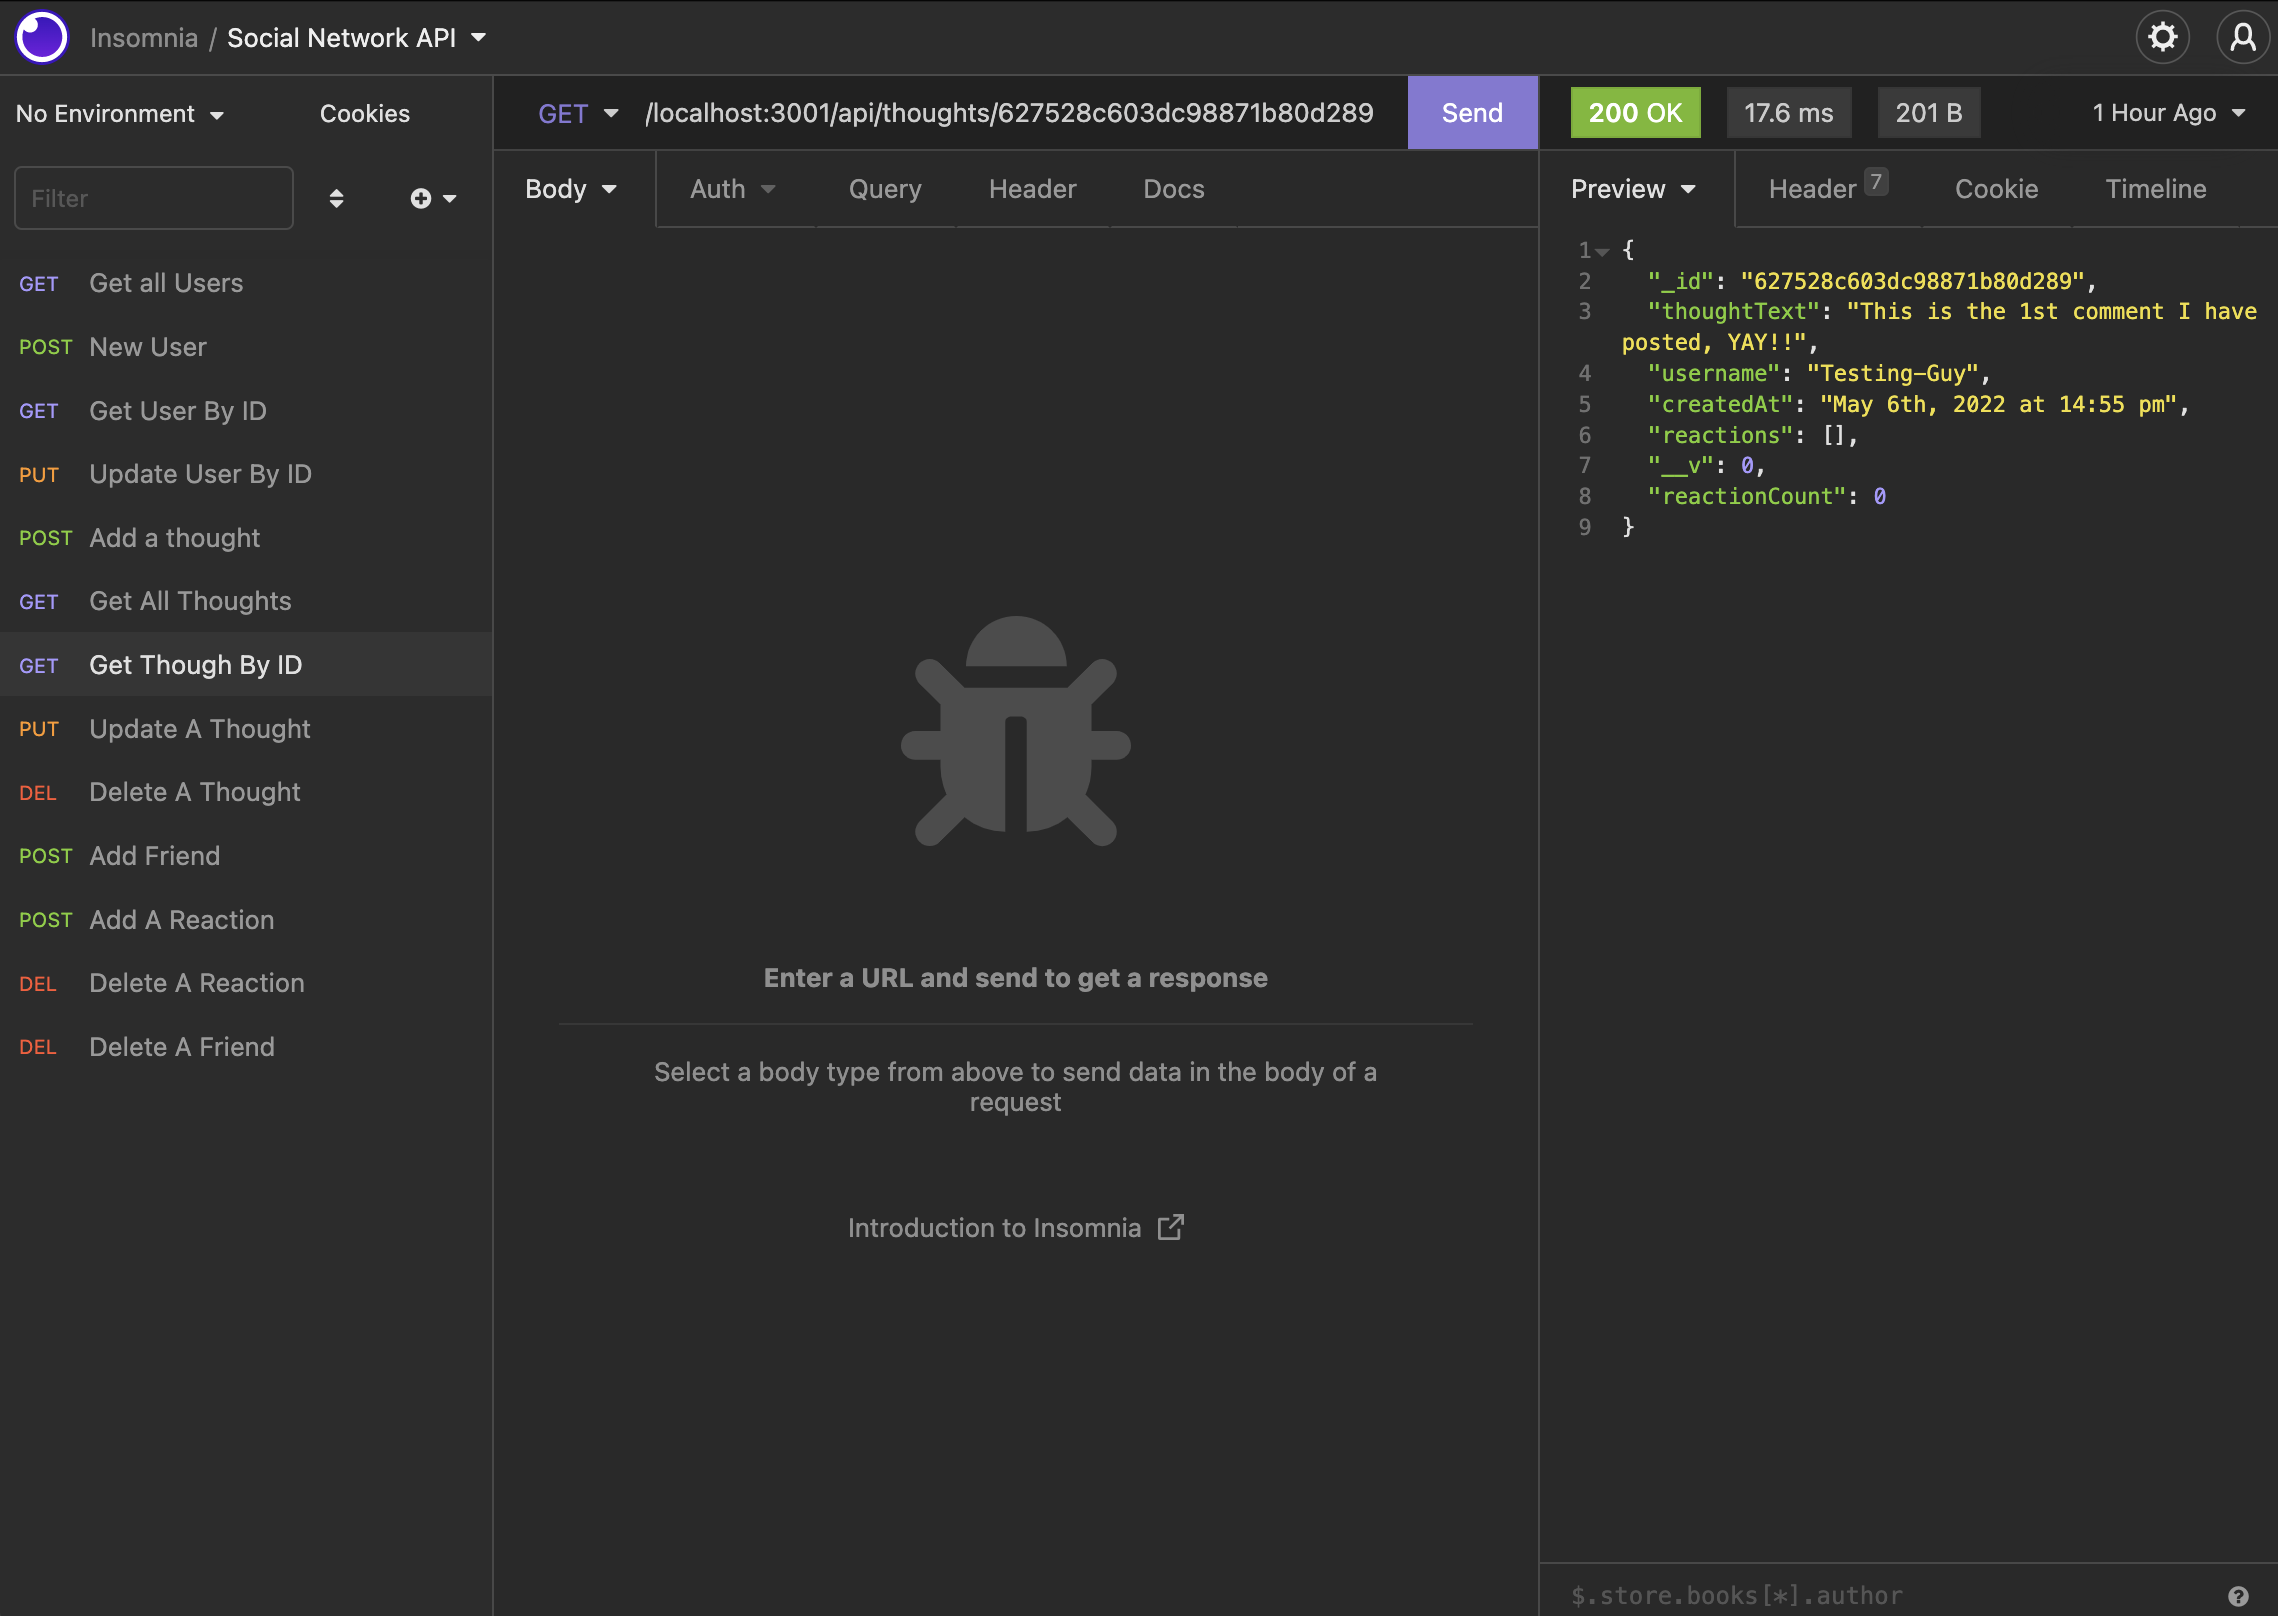 Insomnia / Social Network API
No Environment
Cookies
Filter
GET Get all Users
POST New User
GET Get User By ID
PUT Update User By ID
POST Add a thought
GET Get All Thoughts
GET Get Though By ID
PUT Update A Thought
DEL Delete A Thought
POST Add Friend
POST Add A Reaction
DEL Delete A Reaction
DEL Delete A Friend
GET /localhost:3001/api/thoughts/627528c603dc98871b80d289 Send
Body Auth Query Header Docs
Enter a URL and send to get a response
Select a body type from above to send data in the body of a
request
Introduction to Insomnia
200 OK 17.6 ms 201 B 1 Hour Ago
Preview Header 7 Cookie Timeline
1 {
2 "_id": "627528c603dc98871b80d289",
3 "thoughtText": "This is the 1st comment I have
posted, YAY!!",
4 "username": "Testing-Guy",
5 "createdAt": "May 6th, 2022 at 14:55 pm",
6 "reactions": [],
7 "__v": 0,
8 "reactionCount": 0
9 }
$.store.books[*].author ?